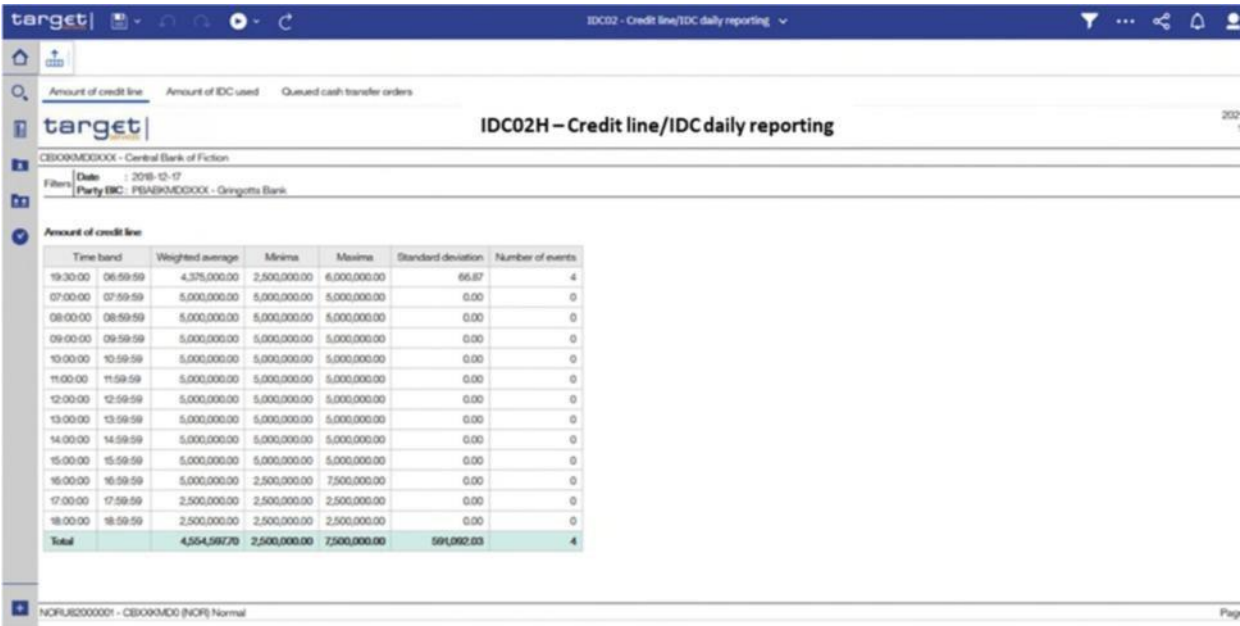 target|
IDC02 - Credit line/IDC daily reporting
Amount of credit line Amount of IDC used Queued cash transfer orders
target|
SERVICES
IDC02H – Credit line/IDC daily reporting
- Central Bank of Fiction
Filters Date : 2018-12-17
Party BIC : - Gringotts Bank
Amount of credit line
Time band Weighted average Minima Maxima Standard deviation Number of events
19:30:00 06:59:59 4,375,000.00 2,500,000.00 6,000,000.00 66.87 4
07:00:00 07:59:59 5,000,000.00 5,000,000.00 5,000,000.00 0.00 0
08:00:00 08:59:59 5,000,000.00 5,000,000.00 5,000,000.00 0.00 0
09:00:00 09:59:59 5,000,000.00 5,000,000.00 5,000,000.00 0.00 0
10:00:00 10:59:59 5,000,000.00 5,000,000.00 5,000,000.00 0.00 0
11:00:00 11:59:59 5,000,000.00 5,000,000.00 5,000,000.00 0.00 0
12:00:00 12:59:59 5,000,000.00 5,000,000.00 5,000,000.00 0.00 0
13:00:00 13:59:59 5,000,000.00 5,000,000.00 5,000,000.00 0.00 0
14:00:00 14:59:59 5,000,000.00 5,000,000.00 5,000,000.00 0.00 0
15:00:00 15:59:59 5,000,000.00 5,000,000.00 5,000,000.00 0.00 0
16:00:00 16:59:59 5,000,000.00 2,500,000.00 7,500,000.00 0.00 0
17:00:00 17:59:59 2,500,000.00 2,500,000.00 2,500,000.00 0.00 0
18:00:00 18:59:59 2,500,000.00 2,500,000.00 2,500,000.00 0.00 0
Total 4,554,597.70 2,500,000.00 7,500,000.00 591,092.03 4
(NOR) Normal